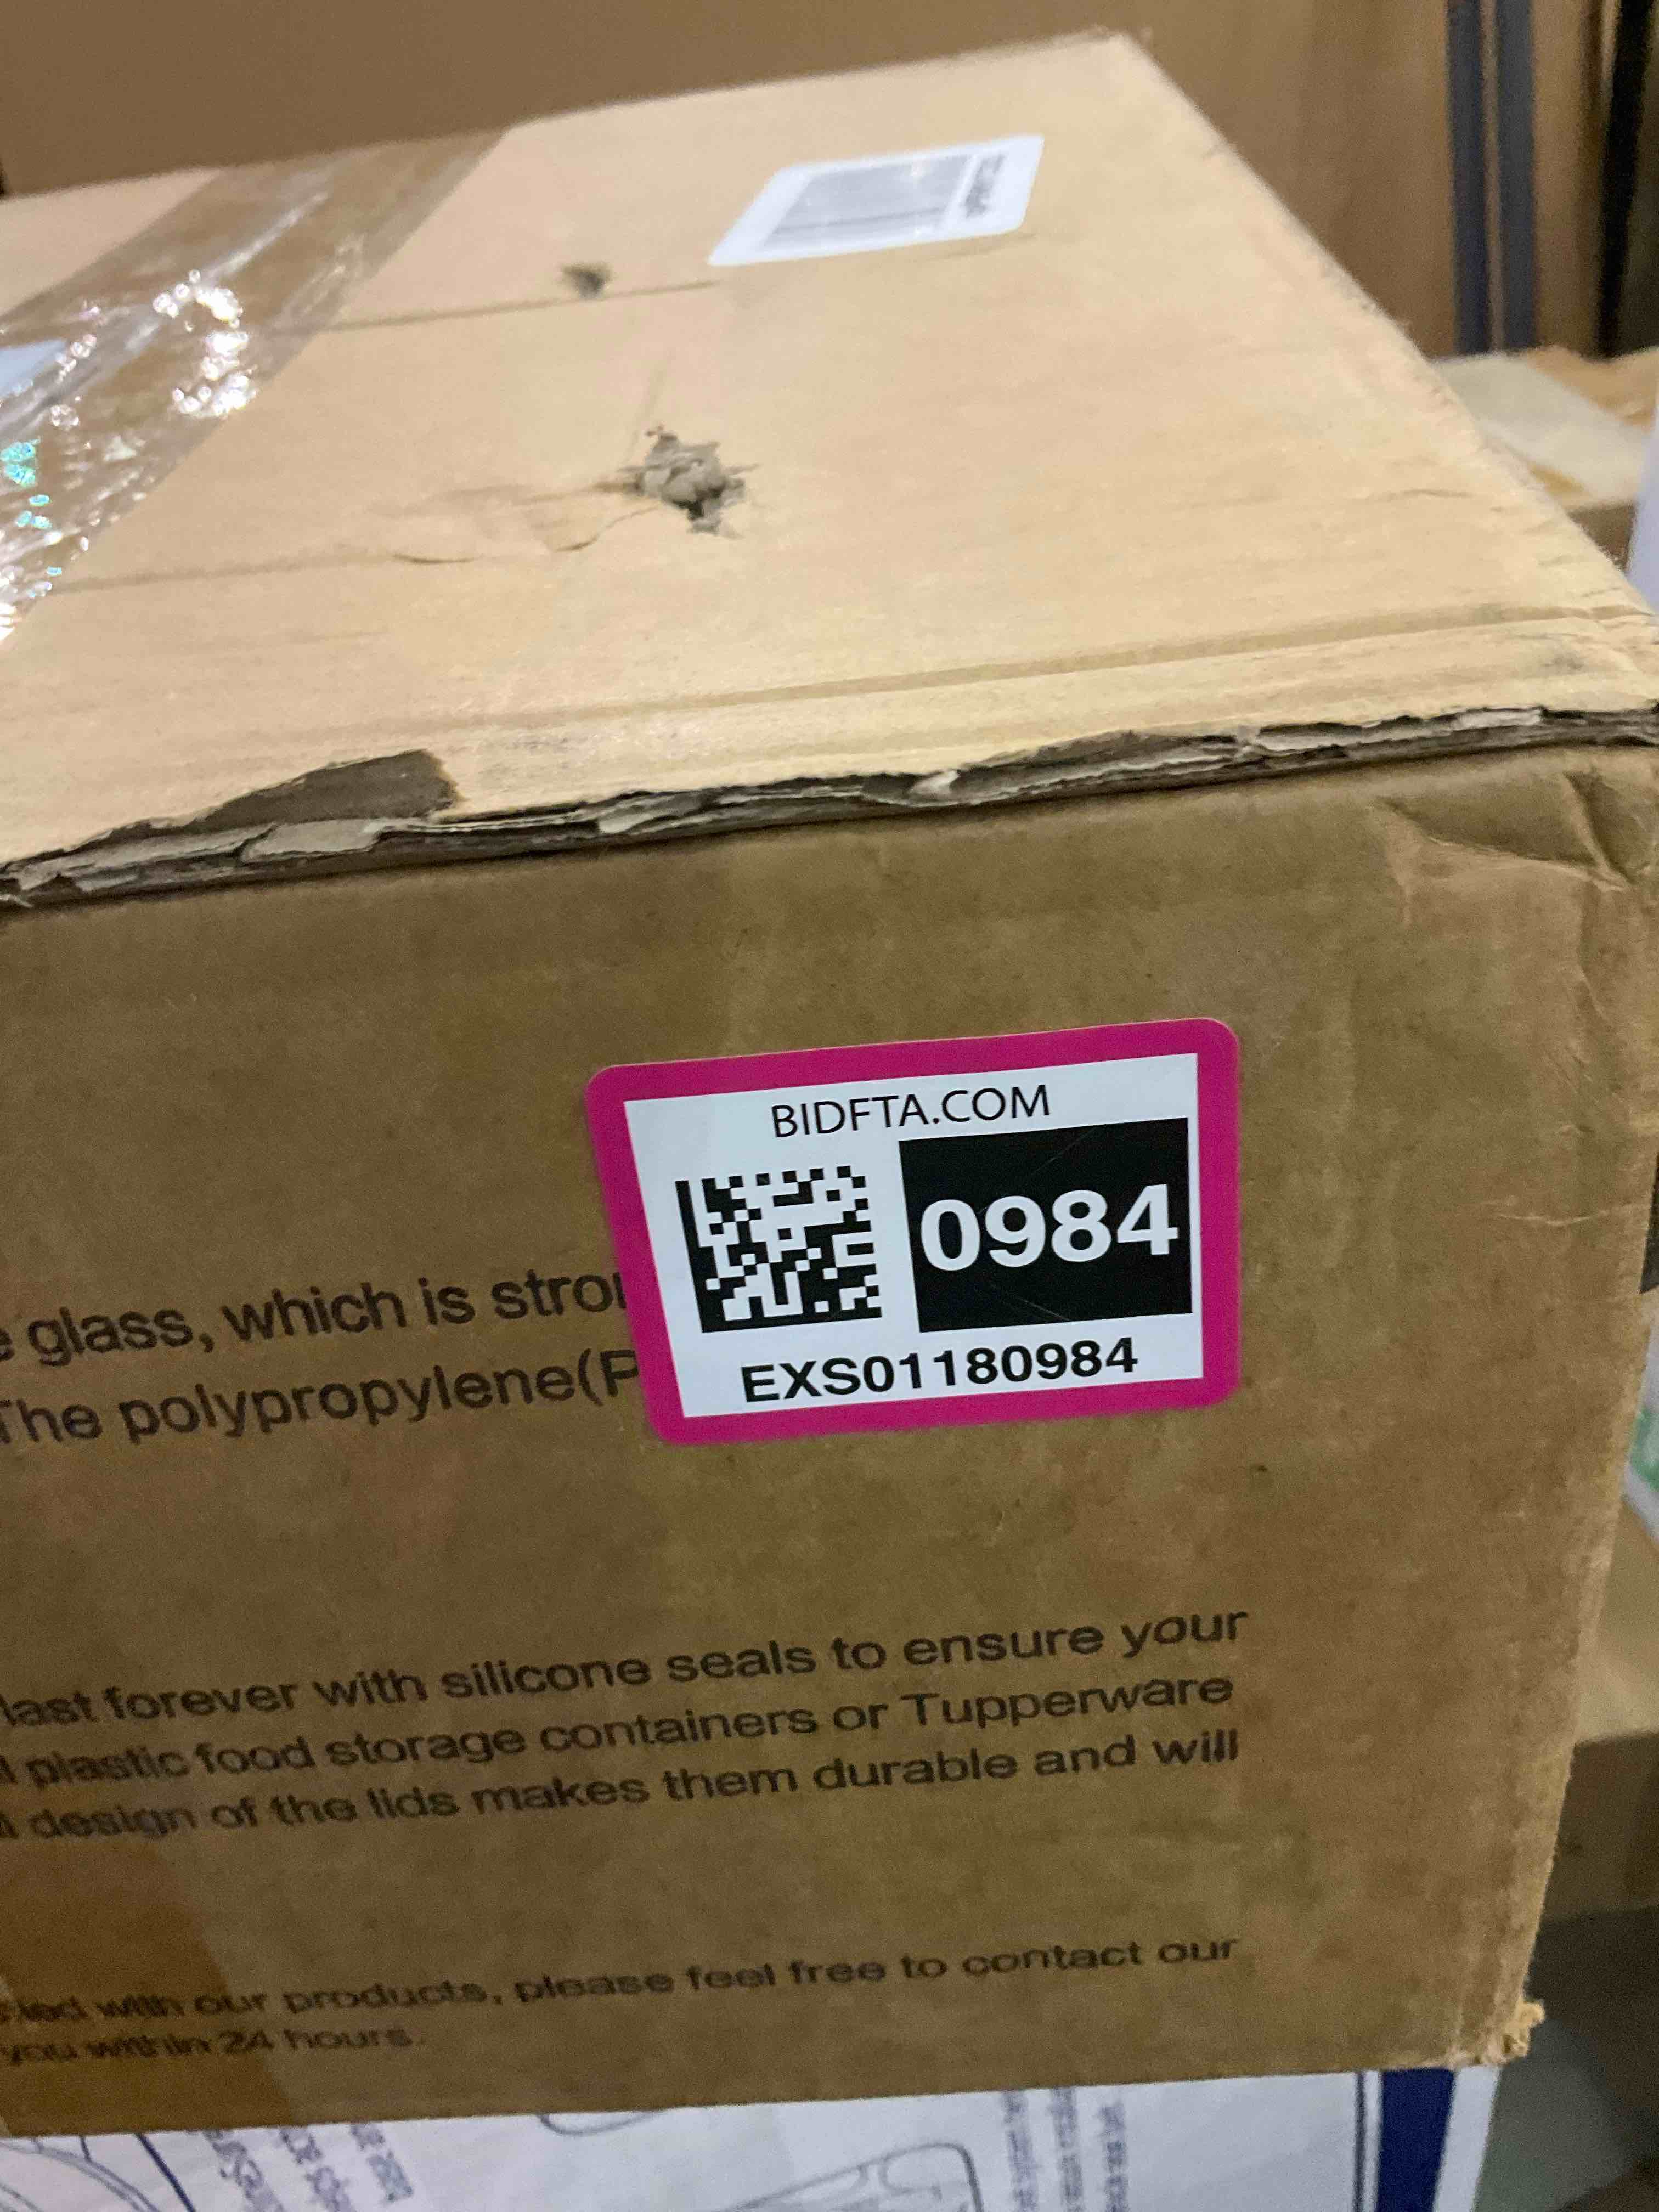 BIDFTA.COM
0984
EXS01180984
glass, which is
The polypropylene(P
last forever with silicone seals to ensure your
plastic food storage containers or Tupperware
design of the lids makes them durable and will
with our products, please feel free to contact our
you within 24 hours.